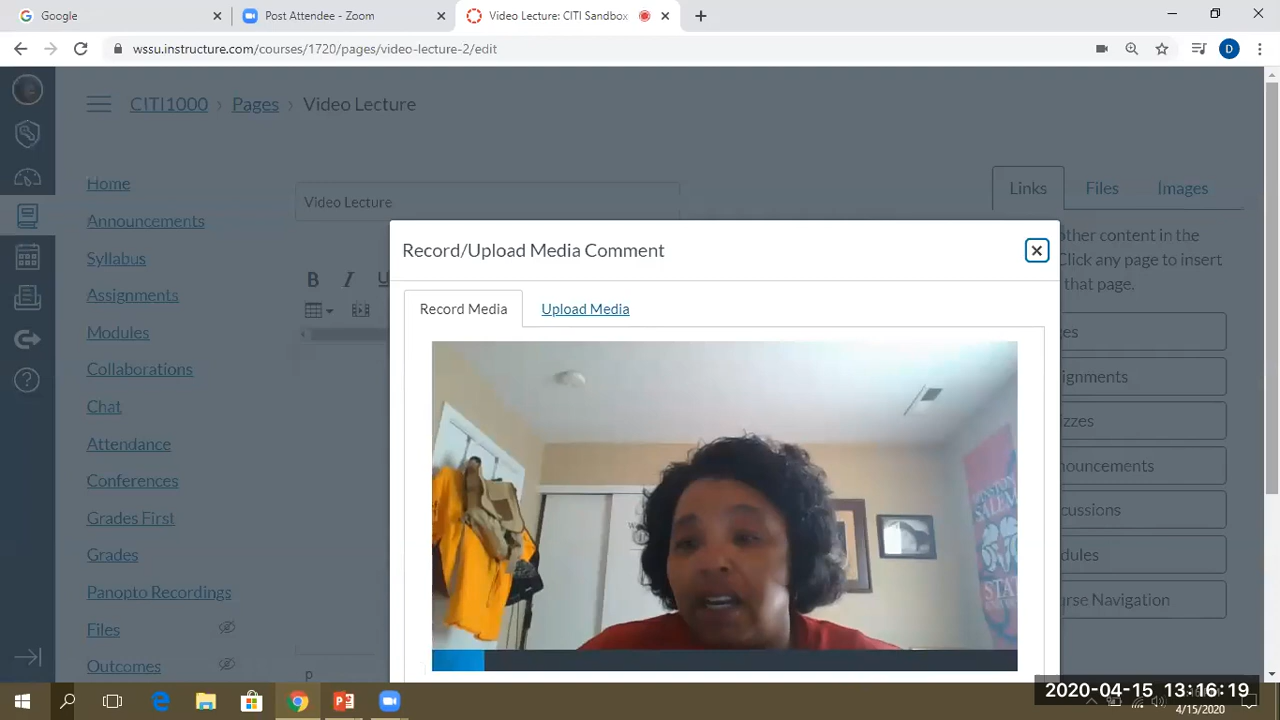 Google
Post Attendee - Zoom
Video Lecture: CITI Sandbox
wssu.instructure.com/courses/1720/pages/video-lecture-2/edit
D
CITI1000 › Pages › Video Lecture
Home
Announcements
Syllabus
Assignments
Modules
Collaborations
Chat
Attendance
Conferences
Grades First
Grades
Panopto Recordings
Files
Outcomes
Video Lecture
B I U
p
Record/Upload Media Comment
Record Media
Upload Media
STA
Links
Files
Images
other content in the
Click any page to insert
that page.
es
ignments
zzes
nouncements
cussions
dules
rse Navigation
2020-04-15 13:16:19
4/15/2020